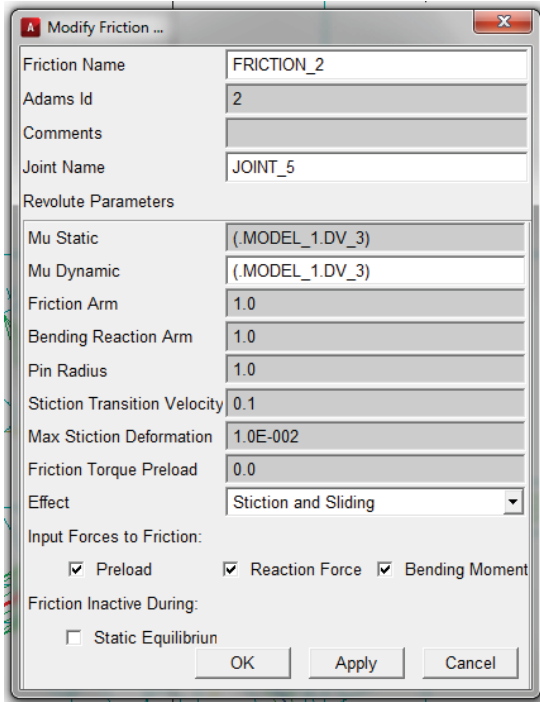 Modify Friction ...
Friction Name FRICTION_2
Adams Id 2
Comments
Joint Name JOINT_5
Revolute Parameters
Mu Static (.MODEL_1.DV_3)
Mu Dynamic (.MODEL_1.DV_3)
Friction Arm 1.0
Bending Reaction Arm 1.0
Pin Radius 1.0
Stiction Transition Velocity 0.1
Max Stiction Deformation 1.0E-002
Friction Torque Preload 0.0
Effect Stiction and Sliding
Input Forces to Friction:
Preload Reaction Force Bending Moment
Friction Inactive During:
Static Equilibriun
OK Apply Cancel